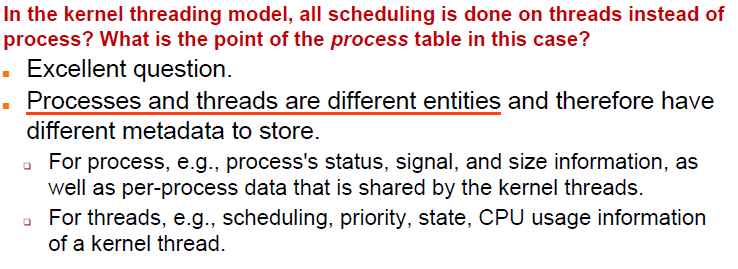 In the kernel threading model, all scheduling is done on threads instead of
process? What is the point of the process table in this case?
Excellent question.
Processes and threads are different entities and therefore have
different metadata to store.
For process, e.g., process's status, signal, and size information, as
well as per-process data that is shared by the kernel threads.
For threads, e.g., scheduling, priority, state, CPU usage information
of a kernel thread.